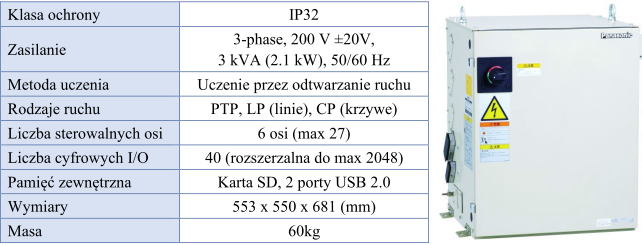 Klasa ochrony IP32
Zasilanie 3-phase, 200 V ±20V,
3 kVA (2.1 kW), 50/60 Hz
Metoda uczenia Uczenie przez odtwarzanie ruchu
Rodzaje ruchu PTP, LP (linie), CP (krzywe)
Liczba sterowalnych osi 6 osi (max 27)
Liczba cyfrowych I/O 40 (rozszerzalna do max 2048)
Pamięć zewnętrzna Karta SD, 2 porty USB 2.0
Wymiary 553 x 550 x 681 (mm)
Masa 60kg
Panasonic